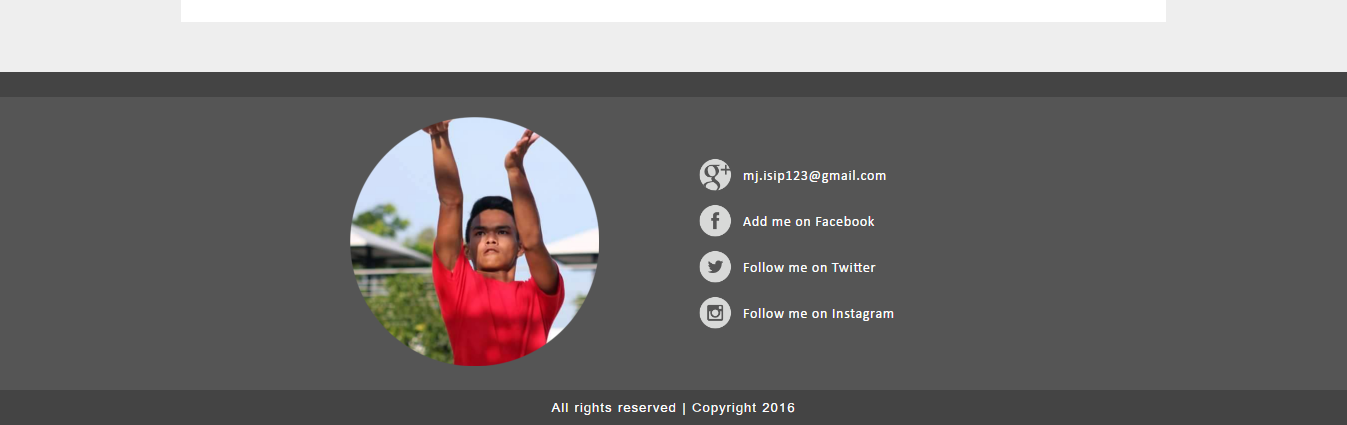 mj.isip123@gmail.com
Add me on Facebook
Follow me on Twitter
Follow me on Instagram
All rights reserved | Copyright 2016